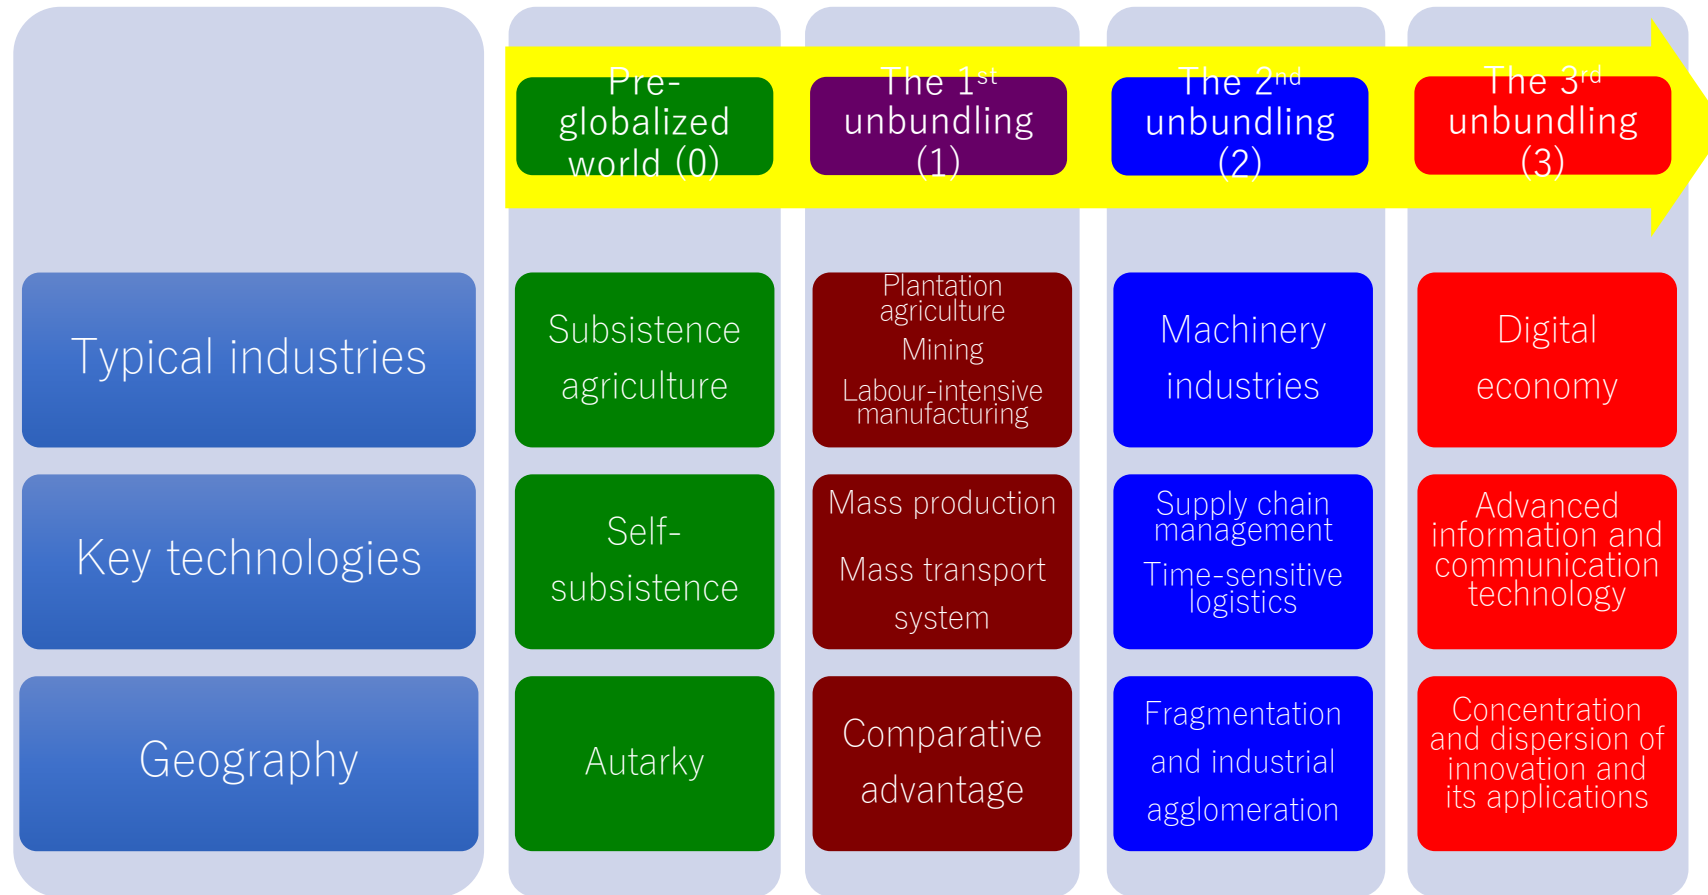 Pre-
globalized
world (0)
The 1st
unbundling
(1)
The 2nd
unbundling
(2)
The 3rd
unbundling
(3)
Typical industries
Subsistence
agriculture
Plantation
agriculture
Mining
Labour-intensive
manufacturing
Machinery
industries
Digital
economy
Key technologies
Self-
subsistence
Mass production
Mass transport
system
Supply chain
management
Time-sensitive
logistics
Advanced
information and
communication
technology
Geography
Autarky
Comparative
advantage
Fragmentation
and industrial
agglomeration
Concentration
and dispersion of
innovation and
its applications